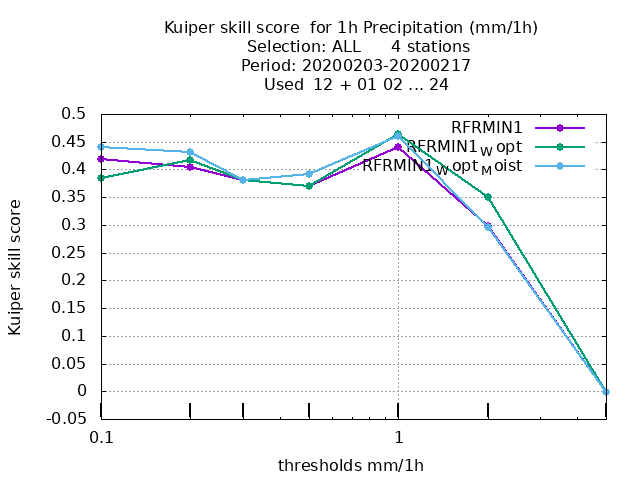 Kuiper skill score  for 1h Precipitation (mm/1h)
Selection: ALL      4 stations
Period: 20200203-20200217
Used  12 + 01 02 ... 24
RFRMIN1
RFRMIN1_W opt
RFRMIN1_W opt_M oist
0.5
0.45
0.4
0.35
0.3
0.25
0.2
0.15
0.1
0.05
0
-0.05
Kuiper skill score
0.1 1
thresholds mm/1h